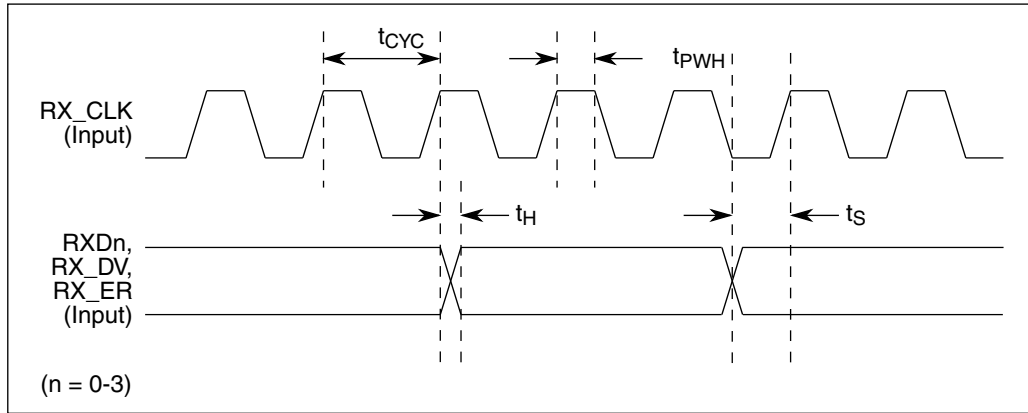 tCYC
tPWH
RX_CLK
(Input)
tH
tS
RXDn,
RX_DV,
RX_ER
(Input)
(n = 0-3)